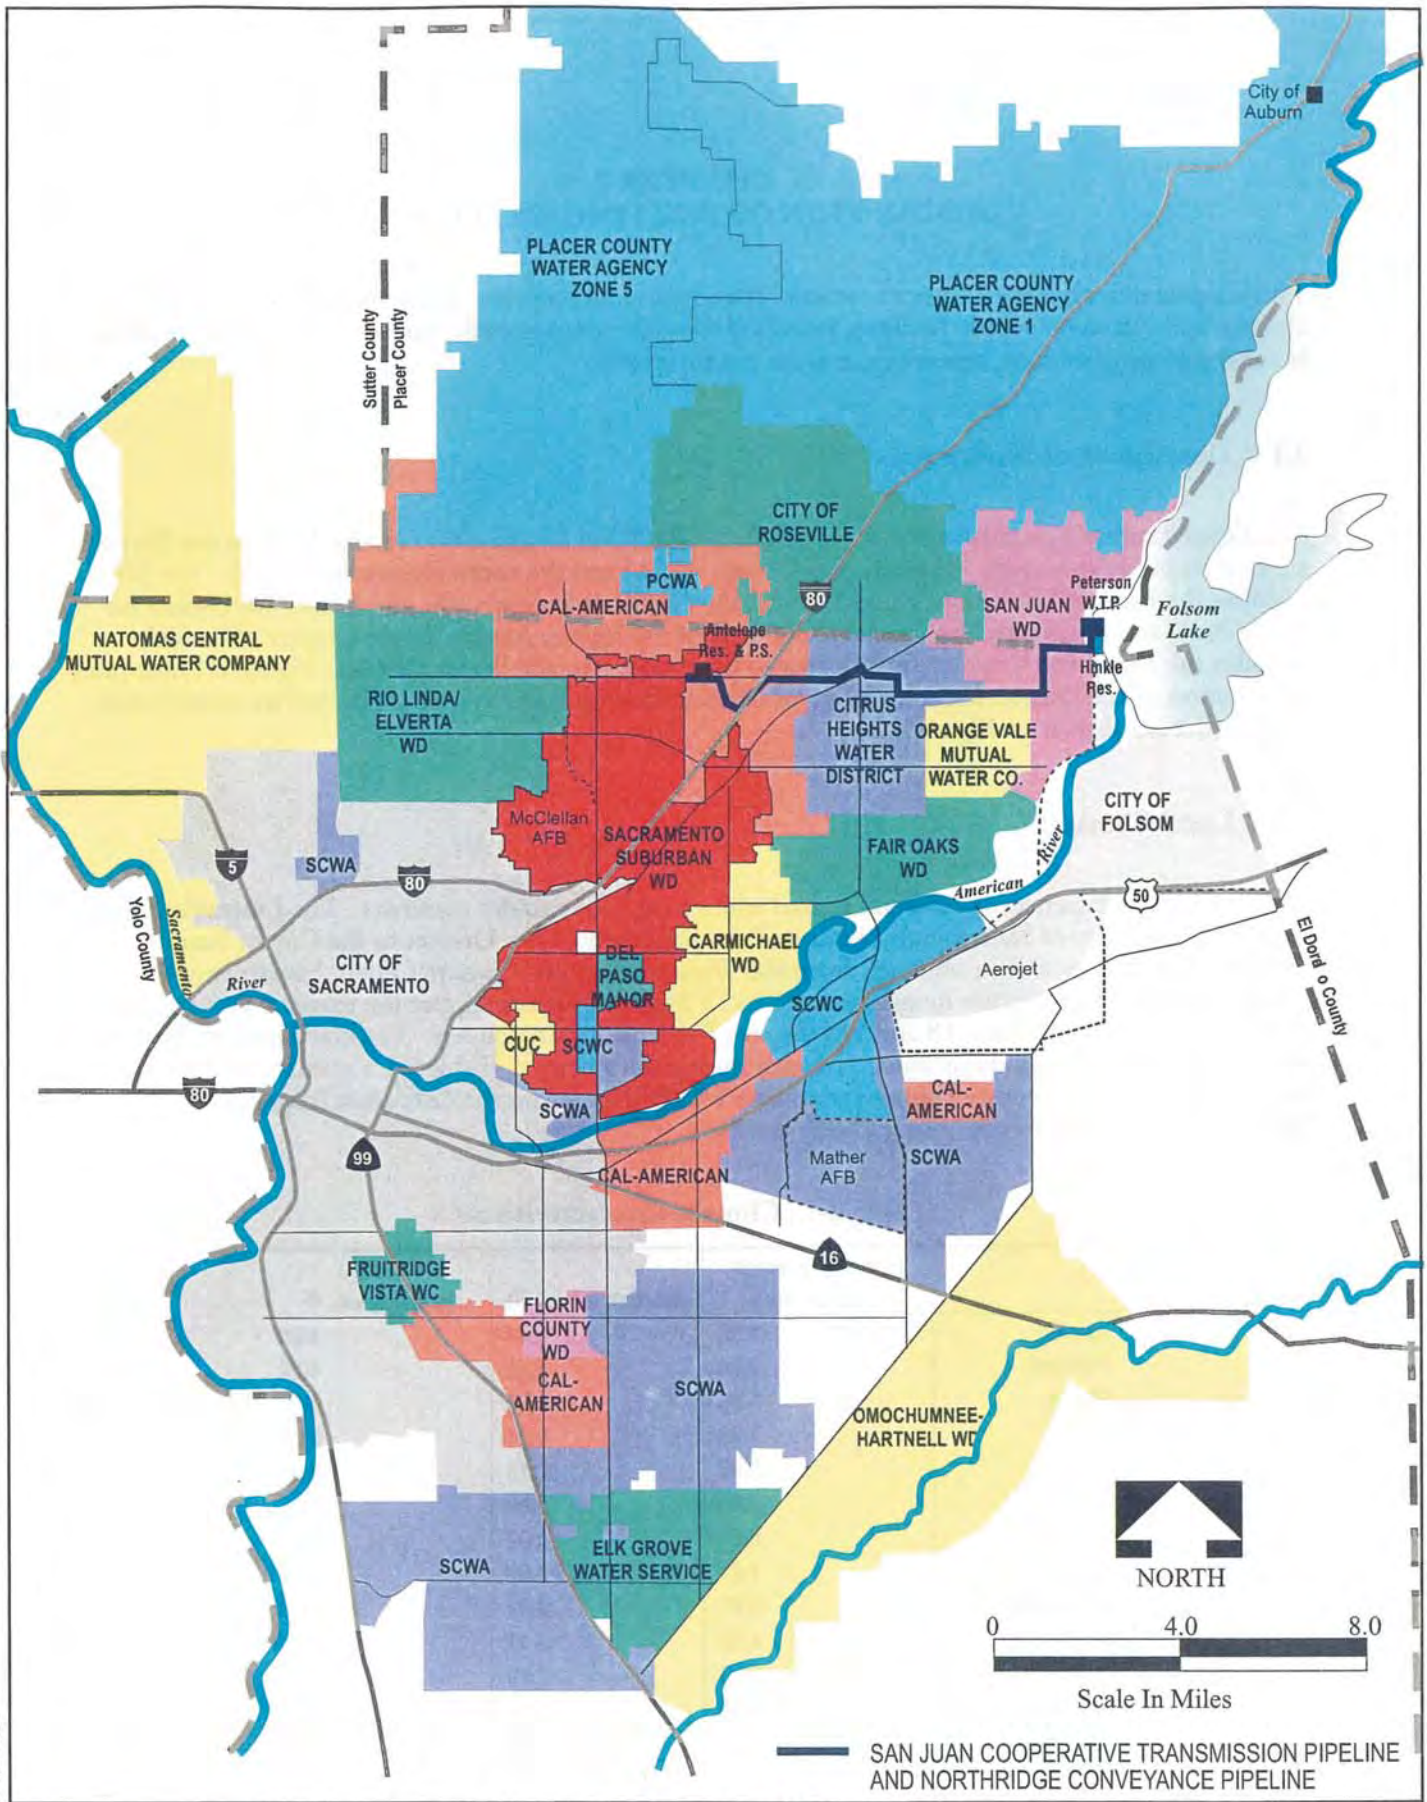 City of
Auburn
PLACER COUNTY
WATER AGENCY
ZONE 5
PLACER COUNTY
WATER AGENCY
ZONE 1
Sutter County
Placer County
CITY OF
ROSEVILLE
PCWA
CAL-AMERICAN
80
Peterson
W.T.P.
SAN JUAN
WD
Folsom
Lake
Antelope
Res. & P.S.
Hinkle
Res.
NATOMAS CENTRAL
MUTUAL WATER COMPANY
RIO LINDA/
ELVERTA
WD
CITRUS
HEIGHTS
WATER
DISTRICT
ORANGE VALE
MUTUAL
WATER CO.
CITY OF
FOLSOM
McClellan
AFB
SACRAMENTO
SUBURBAN
WD
FAIR OAKS
WD
5
SCWA
80
American
River
50
Yolo County
Sacramento
River
CITY OF
SACRAMENTO
DEL
PASO
MANOR
CARMICHAEL
WD
Aerojet
El Dord o County
SCWC
CUC
SCWC
80
SCWA
CAL-
AMERICAN
99
CAL-AMERICAN
Mather
AFB
SCWA
16
FRUITRIDGE
VISTA WC
FLORIN
COUNTY
WD
CAL-
AMERICAN
SCWA
OMOCHUMNEE-
HARTNELL WD
SCWA
ELK GROVE
WATER SERVICE
NORTH
0 4.0 8.0
Scale In Miles
SAN JUAN COOPERATIVE TRANSMISSION PIPELINE
AND NORTHRIDGE CONVEYANCE PIPELINE